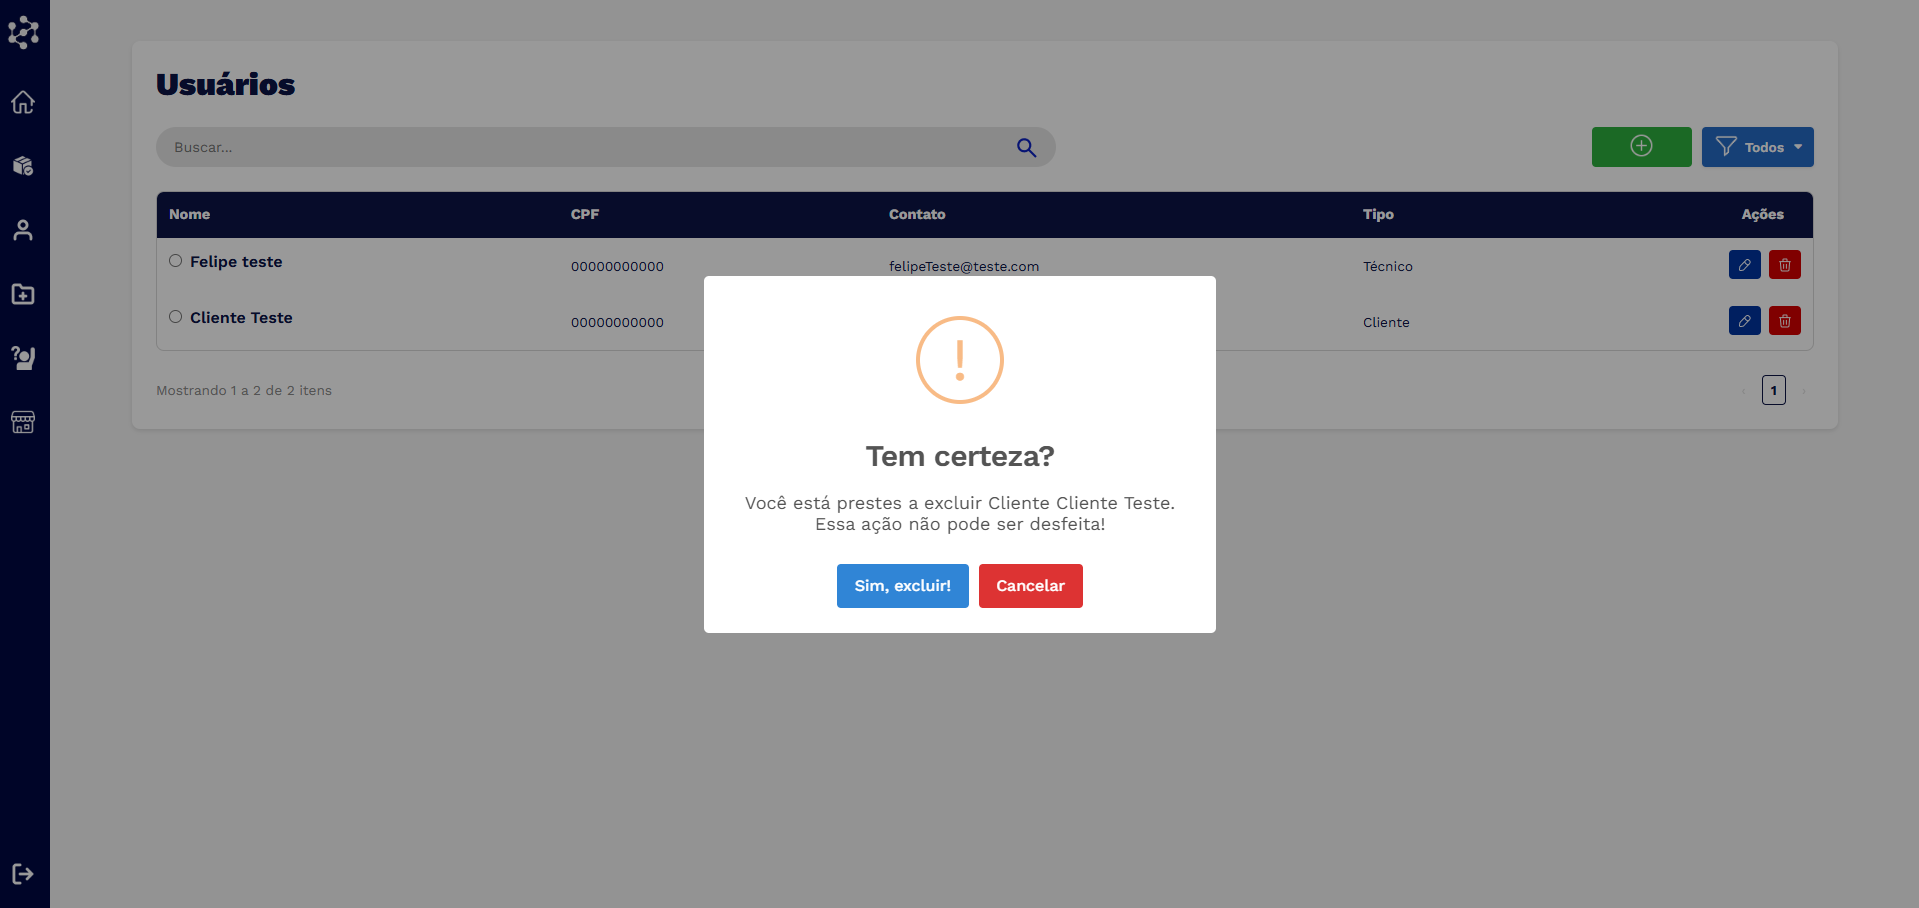 Usuários
Buscar...
Todos
Nome CPF Contato Tipo Ações
Felipe teste 00000000000 felipeTeste@teste.com Técnico
Cliente Teste 00000000000 Cliente
Mostrando 1 a 2 de 2 itens
1
!
Tem certeza?
Você está prestes a excluir Cliente Cliente Teste.
Essa ação não pode ser desfeita!
Sim, excluir! Cancelar